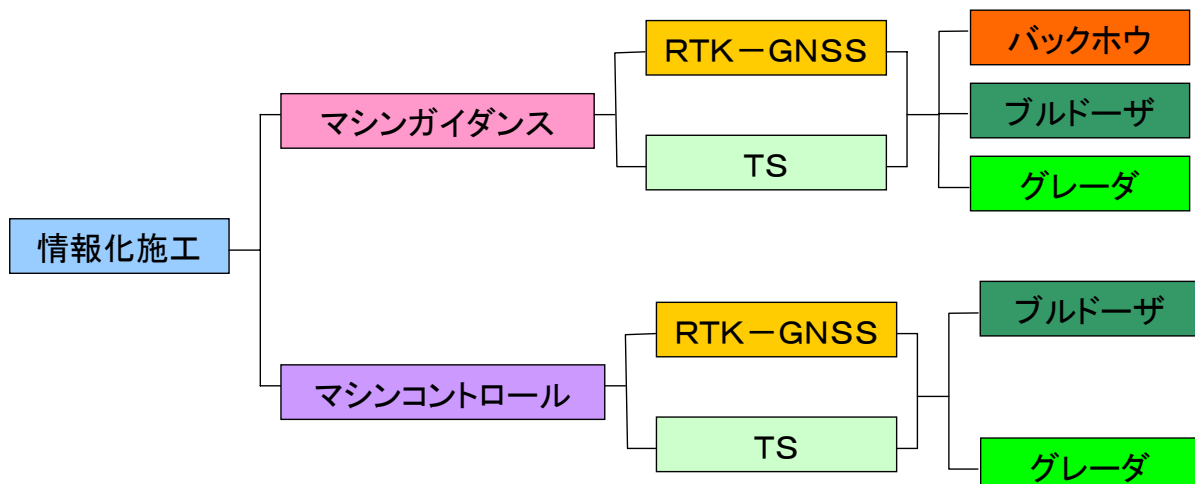 情報化施工
マシンガイダンス
RTK－GNSS
TS
バックホウ
ブルドーザ
グレーダ
マシンコントロール
RTK－GNSS
TS
ブルドーザ
グレーダ